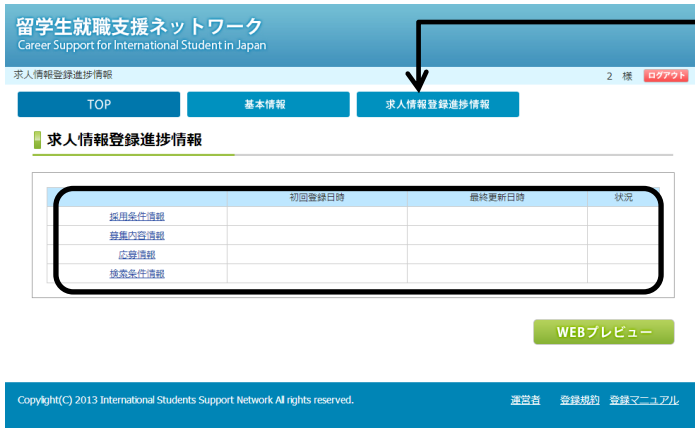 留学生就職支援ネットワーク
Career Support for International Student in Japan
求人情報登録進捗情報 2 様 ログアウト
TOP 基本情報 求人情報登録進捗情報
求人情報登録進捗情報
初回登録日時 最終更新日時 状況
採用条件情報
募集内容情報
応募情報
検索条件情報
WEBプレビュー
Copyright(C) 2013 International Students Support Network All rights reserved. 運営者 登録規約 登録マニュアル